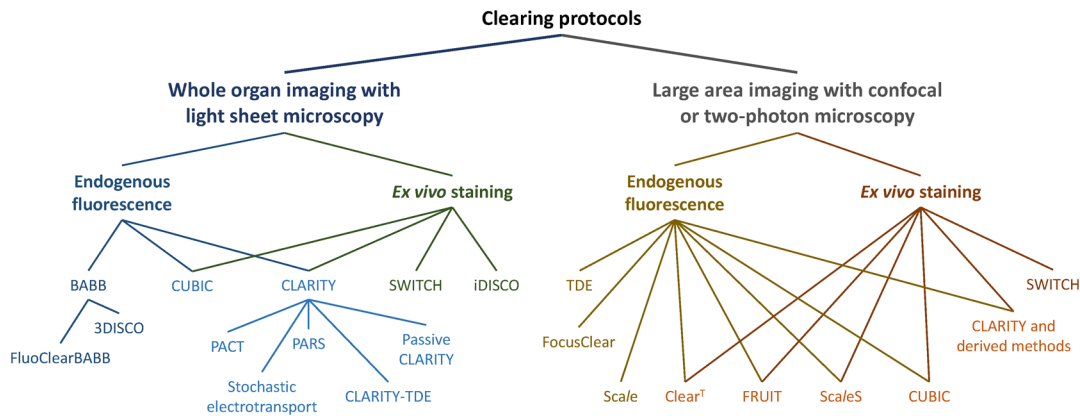 Clearing protocols
Whole organ imaging with
light sheet microscopy
Large area imaging with confocal
or two-photon microscopy
Endogenous
fluorescence
Ex vivo staining
Endogenous
fluorescence
Ex vivo staining
BABB
CUBIC
CLARITY
SWITCH
iDISCO
TDE
SWITCH
3DISCO
FluoClearBABB
PACT
PARS
Passive
CLARITY
FocusClear
CLARITY and
derived methods
Stochastic
electrotransport
CLARITY-TDE
Scale
Clearᵀ
FRUIT
ScaleS
CUBIC